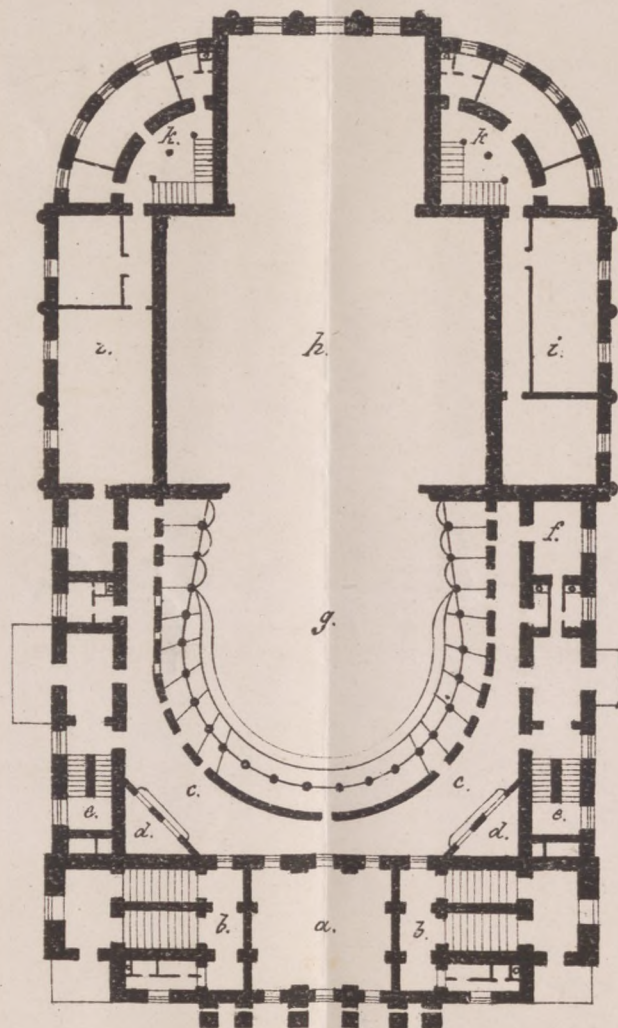 k. k
i. h. i.
f.
g.
c. c.
e. d. d. e.
b. a. b.